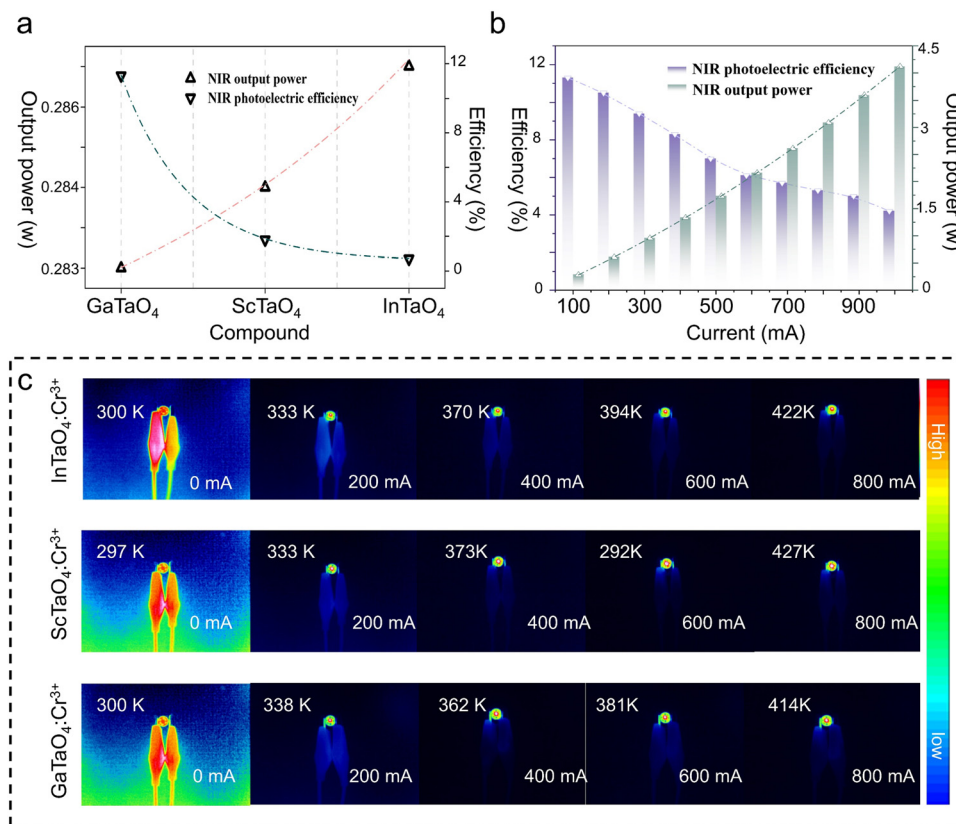 a
NIR output power
NIR photoelectric efficiency
Output power (w)
0.286
0.284
0.283
Efficiency (%)
12
8
4
0
GaTaO₄
ScTaO₄
InTaO₄
Compound
b
NIR photoelectric efficiency
NIR output power
Efficiency (%)
12
8
4
0
Output power (w)
4.5
3
1.5
0
100 300 500 700 900
Current (mA)
c
InTaO₄:Cr³⁺
300 K
0 mA
333 K
200 mA
370 K
400 mA
394K
600 mA
422K
800 mA
ScTaO₄:Cr³⁺
297 K
0 mA
333 K
200 mA
373K
400 mA
292K
600 mA
427K
800 mA
GaTaO₄:Cr³⁺
300 K
0 mA
338 K
200 mA
362 K
400 mA
381K
600 mA
414K
800 mA
High
low